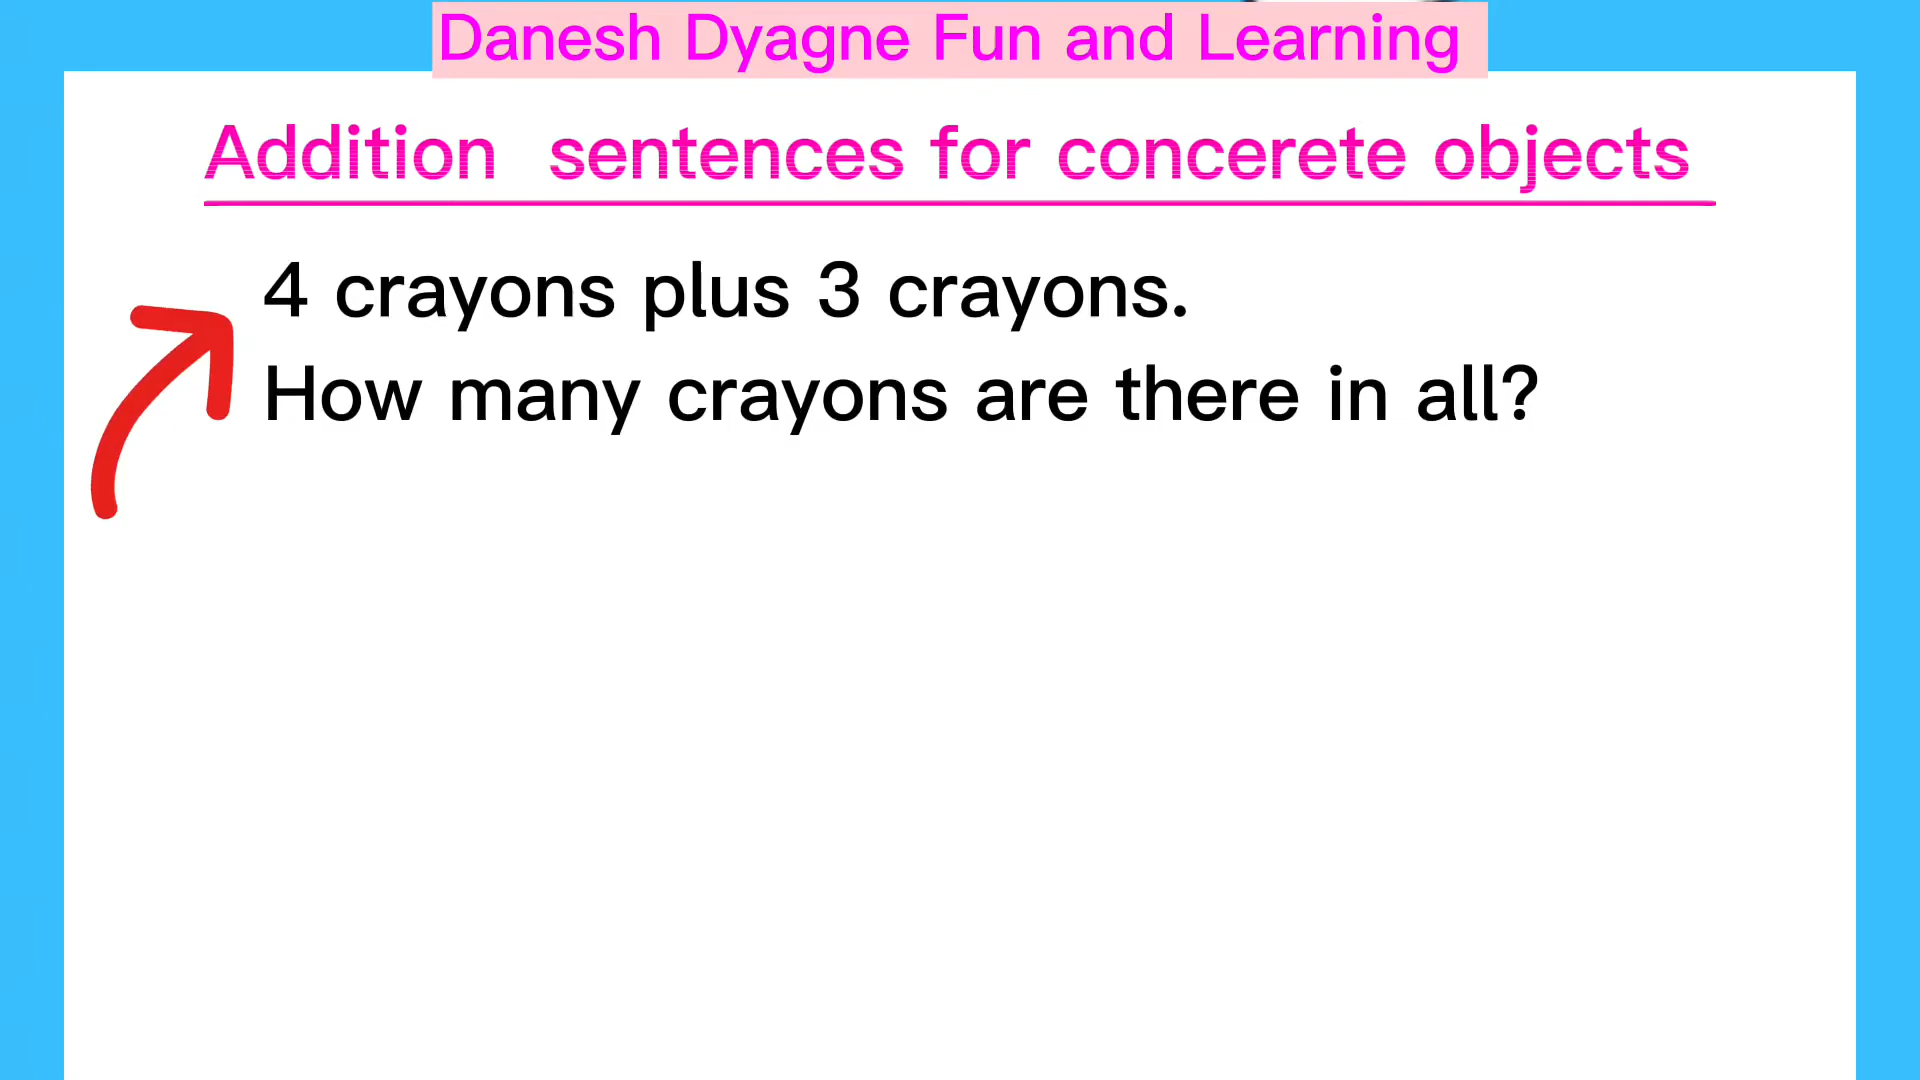 Danesh Dyagne Fun and Learning
Addition sentences for concerete objects
4 crayons plus 3 crayons.
How many crayons are there in all?